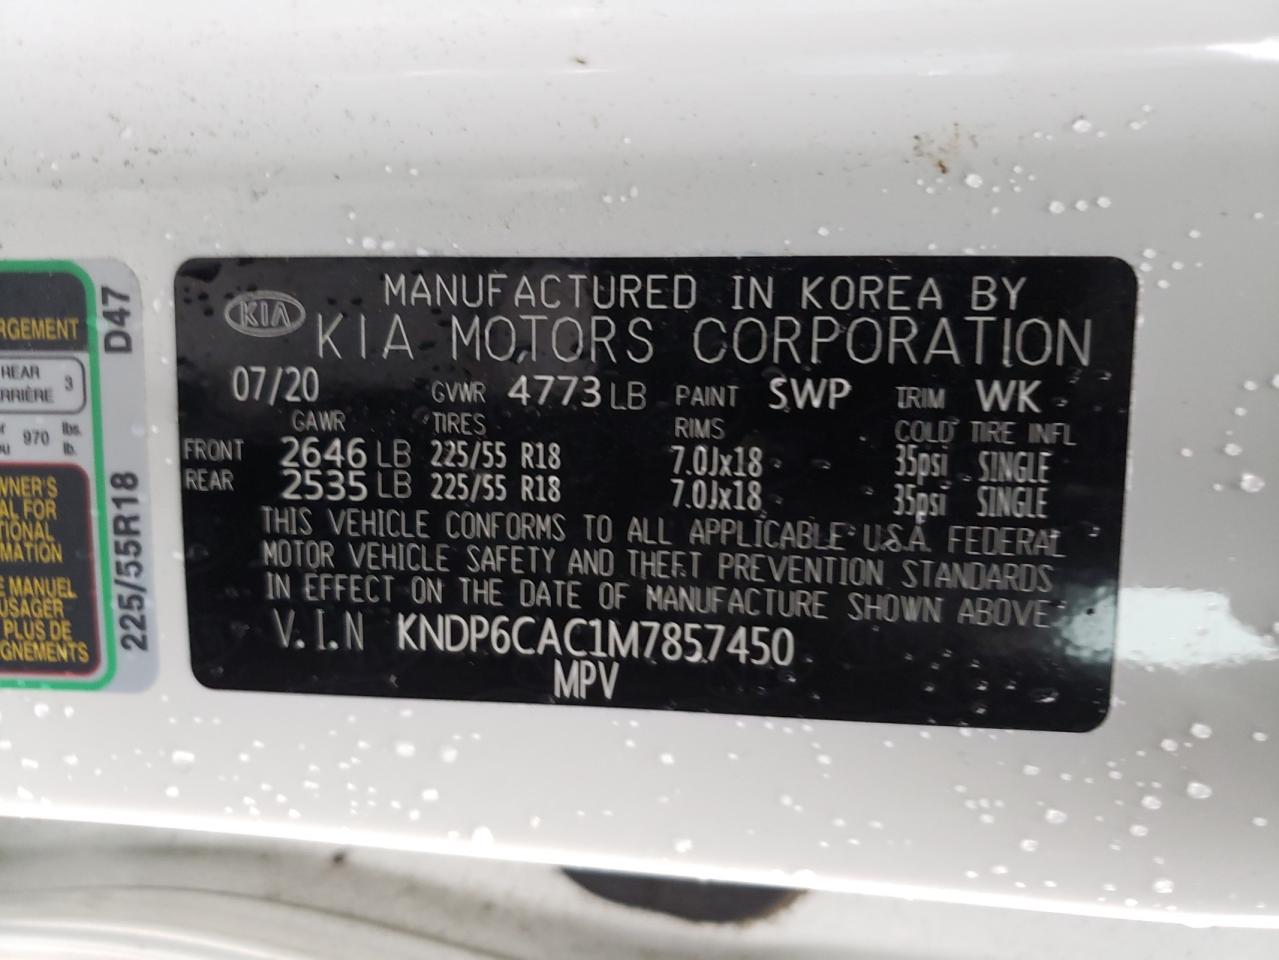 RGEMENT
REAR
RRIÈRE 3
970 lbs.
lb.
WNER'S
AL FOR
TIONAL
RMATION
E MANUEL
USAGER
PLUS DE
GNEMENTS
D47
225/55R18
KIA
MANUFACTURED IN KOREA BY
KIA MOTORS CORPORATION
07/20 GVWR 4773 LB PAINT SWP TRIM WK
GAWR TIRES RIMS COLD TIRE INFL
FRONT 2646 LB 225/55 R18 7.0Jx18 35psi SINGLE
REAR 2535 LB 225/55 R18 7.0Jx18 35psi SINGLE
THIS VEHICLE CONFORMS TO ALL APPLICABLE U.S.A. FEDERAL
MOTOR VEHICLE SAFETY AND THEFT PREVENTION STANDARDS
IN EFFECT ON THE DATE OF MANUFACTURE SHOWN ABOVE.
V.I.N KNDP6CAC1M7857450
MPV